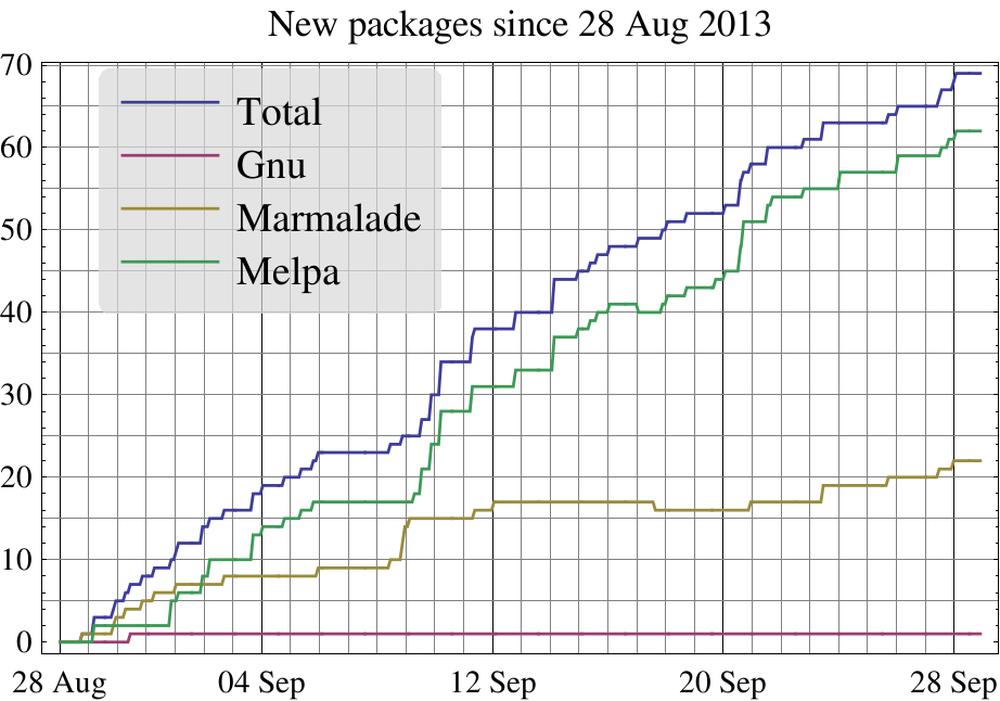 New packages since 28 Aug 2013
70
60
50
40
30
20
10
0
Total
Gnu
Marmalade
Melpa
28 Aug 04 Sep 12 Sep 20 Sep 28 Sep